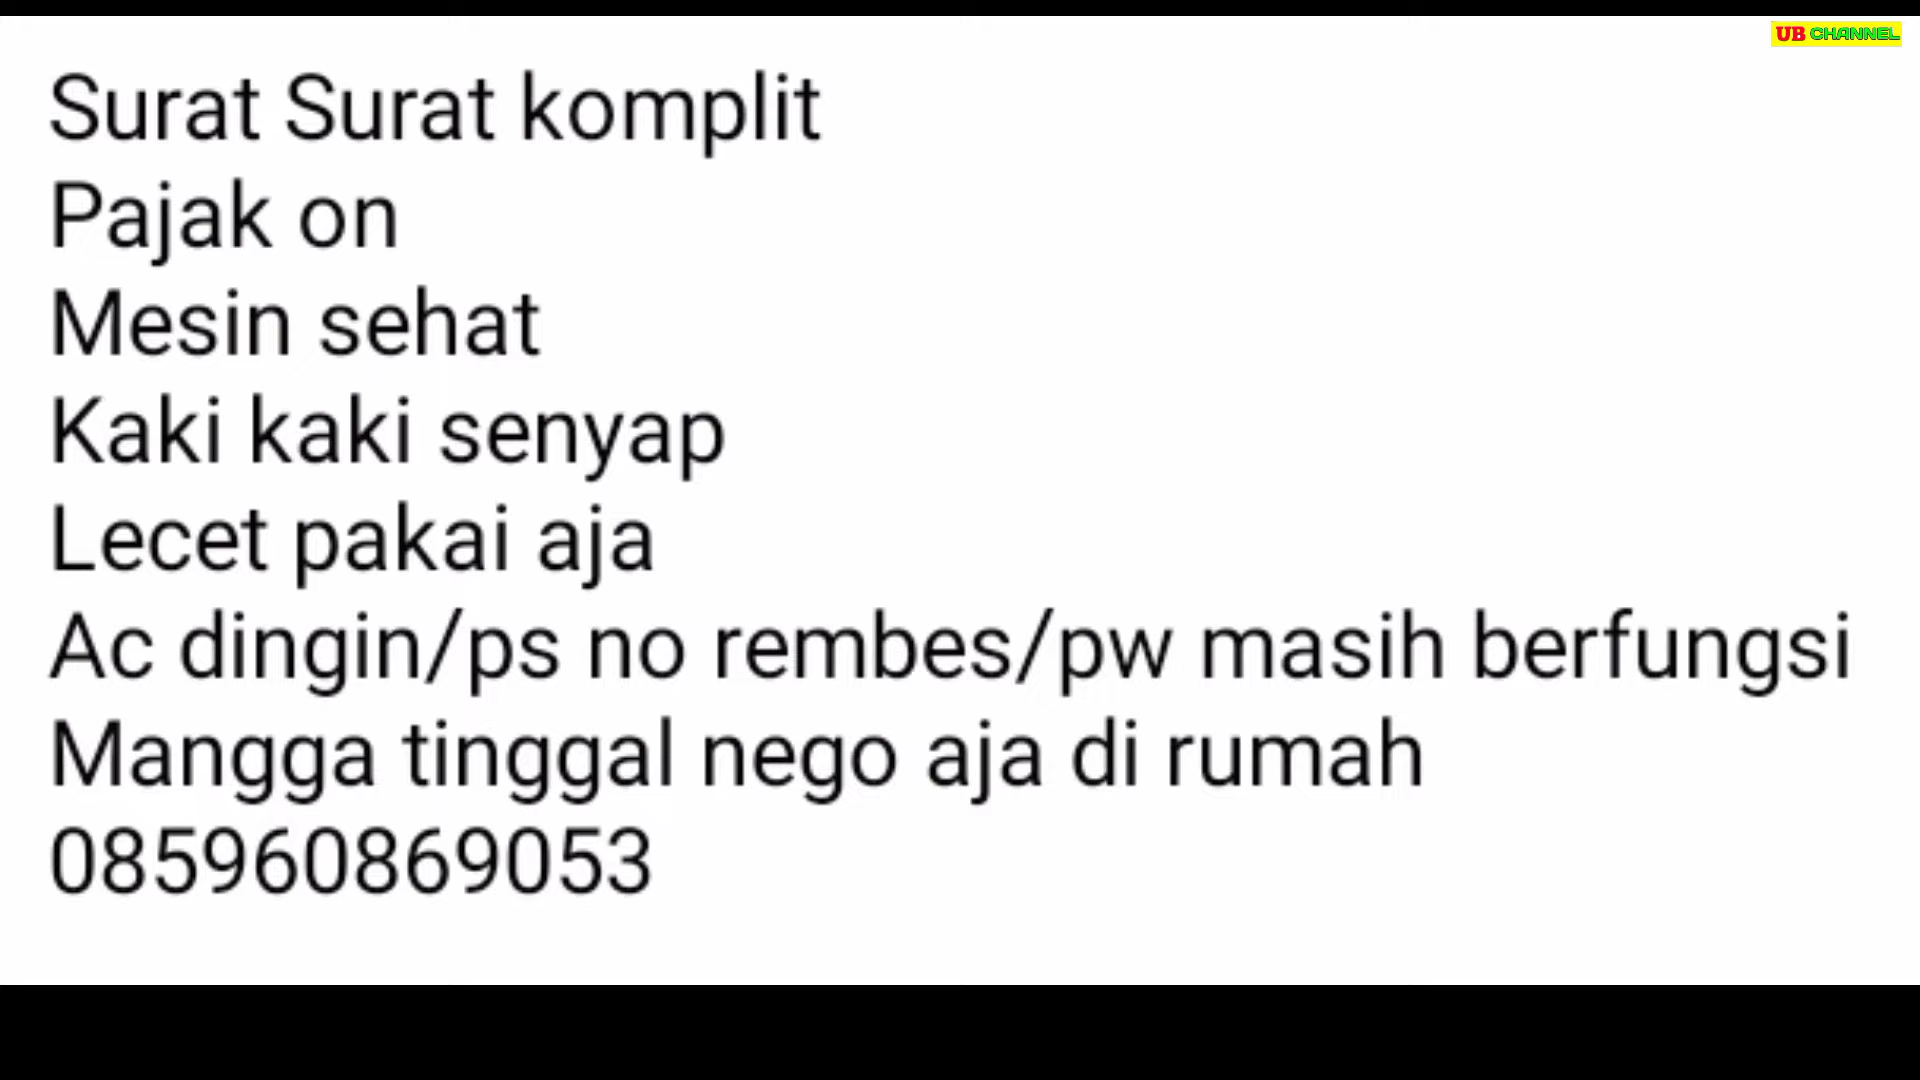 UB CHANNEL
Surat Surat komplit
Pajak on
Mesin sehat
Kaki kaki senyap
Lecet pakai aja
Ac dingin/ps no rembes/pw masih berfungsi
Mangga tinggal nego aja di rumah
085960869053